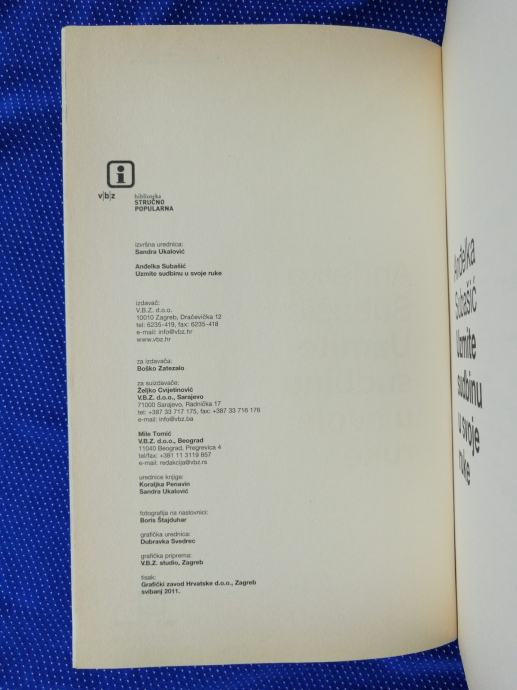 i
v|b|z
biblioteka
STRUČNO
POPULARNA
izvršna urednica:
Sandra Ukalović
Anđelka Subašić
Uzmite sudbinu u svoje ruke
izdavač:
V.B.Z. d.o.o.
10010 Zagreb, Dračevička 12
tel: 6235-419, fax: 6235-418
e-mail: info@vbz.hr
www.vbz.hr
za izdavača:
Boško Zatezalo
za suizdavače:
Željko Cvijetinović
V.B.Z. d.o.o., Sarajevo
71000 Sarajevo, Radnička 17
tel: +387 33 717 175, fax: +387 33 716 176
e-mail: info@vbz.ba
Mile Tomić
V.B.Z. d.o.o., Beograd
11040 Beograd, Pregrevica 4
tel/fax: +381 11 3119 857
e-mail: redakcija@vbz.rs
urednice knjige:
Koraljka Penavin
Sandra Ukalović
fotografija na naslovnici:
Boris Štajduhar
grafička urednica:
Dubravka Svedrec
grafička priprema:
V.B.Z. studio, Zagreb
tisak:
Grafički zavod Hrvatske d.o.o., Zagreb
svibanj 2011.
Anđelka
Subašić
Uzmite
sudbinu
u svoje
ruke